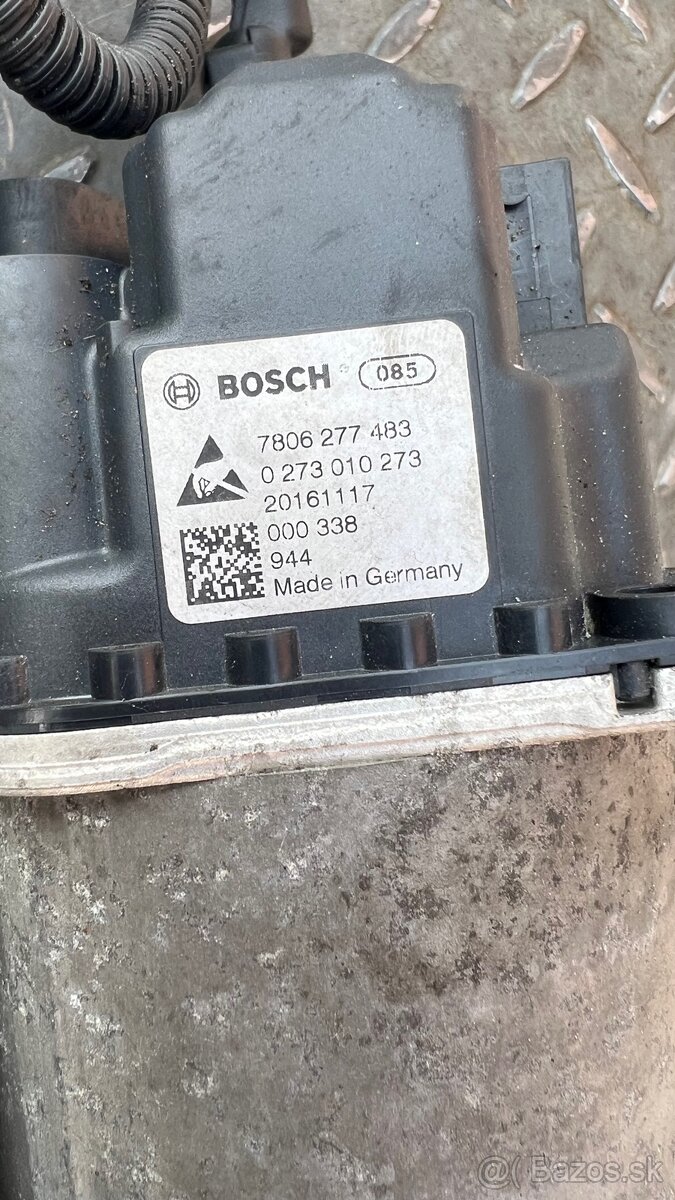 BOSCH 085
7806 277 483
0 273 010 273
20161117
000 338
944
Made in Germany
@( Bazos.sk